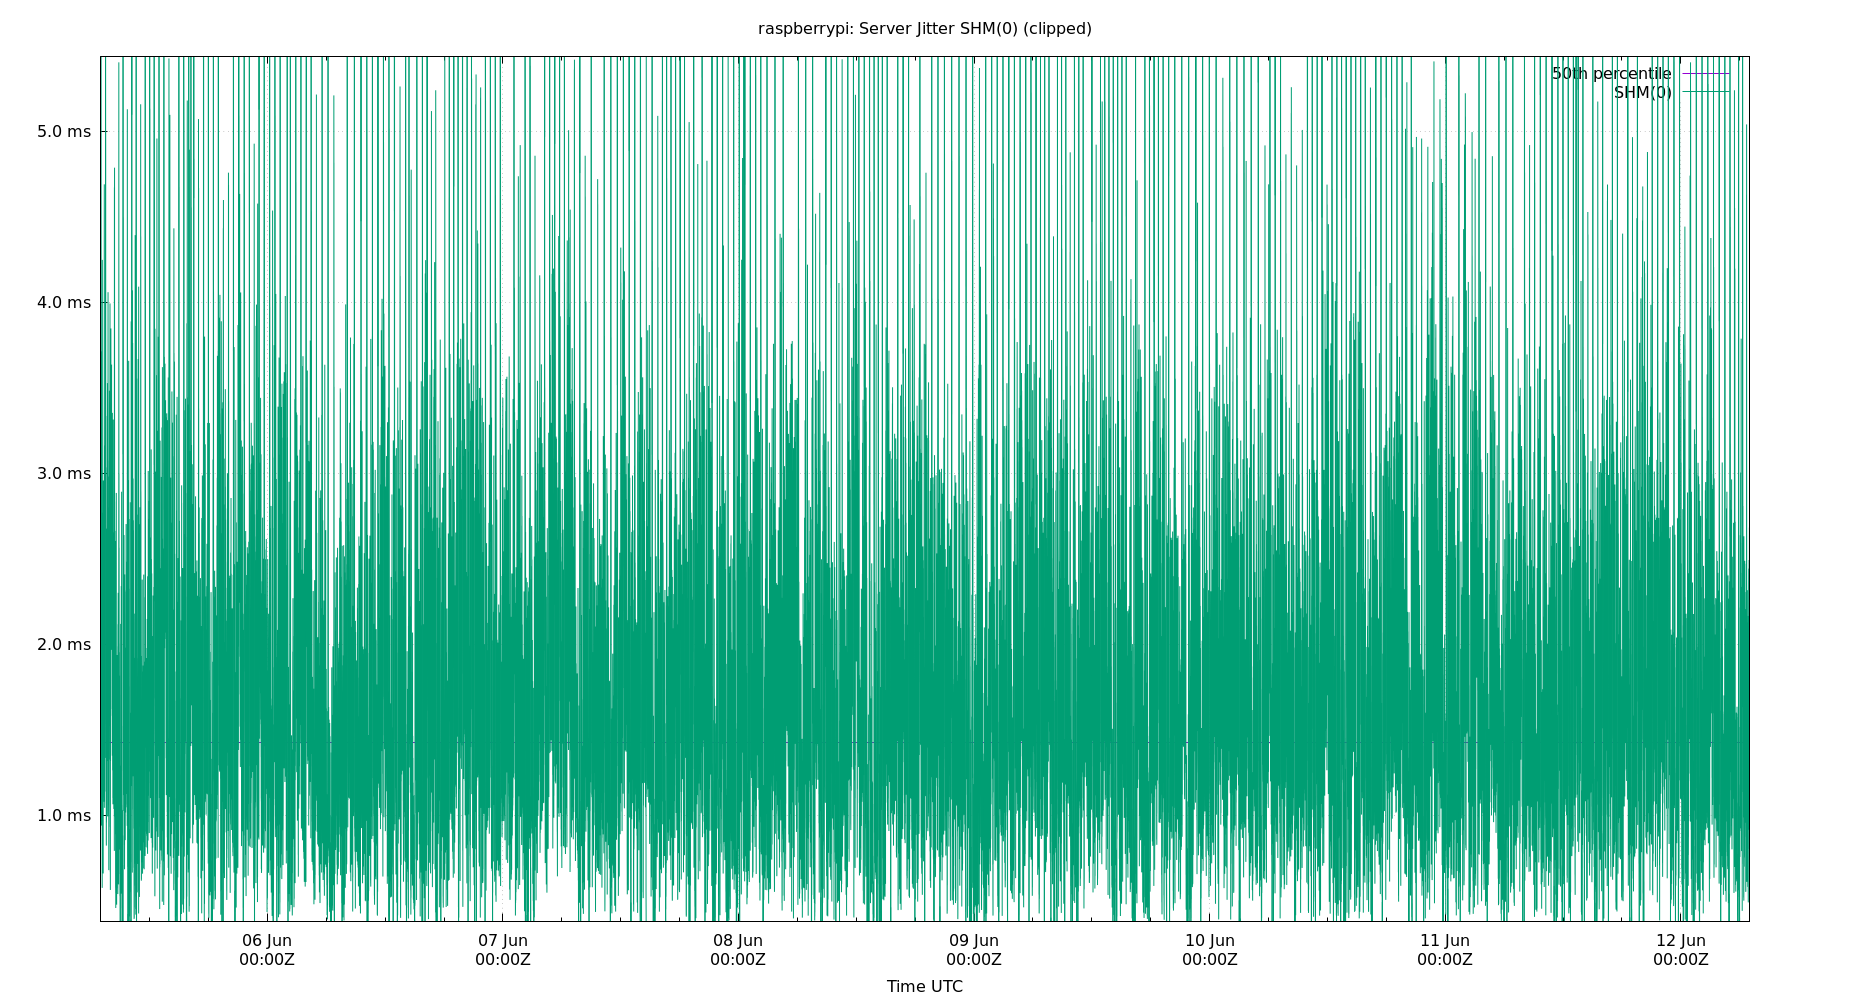 raspberrypi: Server Jitter SHM(0) (clipped)
50th percentile
SHM(0)
5.0 ms
4.0 ms
3.0 ms
2.0 ms
1.0 ms
06 Jun 07 Jun 08 Jun 09 Jun 10 Jun 11 Jun 12 Jun
00:00Z 00:00Z 00:00Z 00:00Z 00:00Z 00:00Z 00:00Z
Time UTC